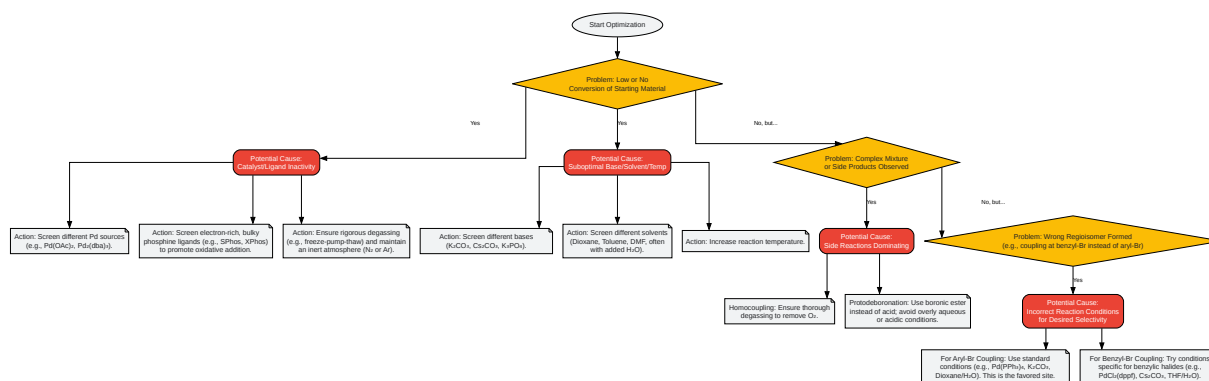 Start Optimization
Problem: Low or No
Conversion of Starting Material
Yes
Yes
No, but...
Potential Cause:
Catalyst/Ligand Inactivity
Potential Cause:
Suboptimal Base/Solvent/Temp
Problem: Complex Mixture
or Side Products Observed
Action: Screen different Pd sources
(e.g., Pd(OAc)₂, Pd₂(dba)₃).
Action: Screen electron-rich, bulky
phosphine ligands (e.g., SPhos, XPhos)
to promote oxidative addition.
Action: Ensure rigorous degassing
(e.g., freeze-pump-thaw) and maintain
an inert atmosphere (N₂ or Ar).
Action: Screen different bases
(K₂CO₃, Cs₂CO₃, K₃PO₄).
Action: Screen different solvents
(Dioxane, Toluene, DMF, often
with added H₂O).
Action: Increase reaction temperature.
Yes
No, but...
Potential Cause:
Side Reactions Dominating
Problem: Wrong Regioisomer Formed
(e.g., coupling at benzyl-Br instead of aryl-Br)
Homocoupling: Ensure thorough
degassing to remove O₂.
Protodeboronation: Use boronic ester
instead of acid; avoid overly aqueous
or acidic conditions.
Yes
Potential Cause:
Incorrect Reaction Conditions
for Desired Selectivity
For Aryl-Br Coupling: Use standard
conditions (e.g., Pd(PPh₃)₄, K₂CO₃,
Dioxane/H₂O). This is the favored site.
For Benzyl-Br Coupling: Try conditions
specific for benzylic halides (e.g.,
PdCl₂(dppf), Cs₂CO₃, THF/H₂O).